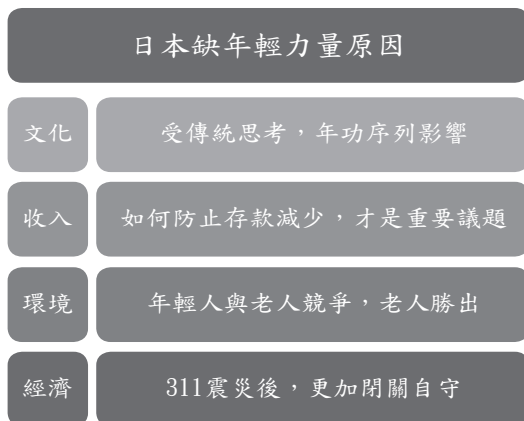 日本缺年輕力量原因
文化 受傳統思考，年功序列影響
收入 如何防止存款減少，才是重要議題
環境 年輕人與老人競爭，老人勝出
經濟 311震災後，更加閉關自守